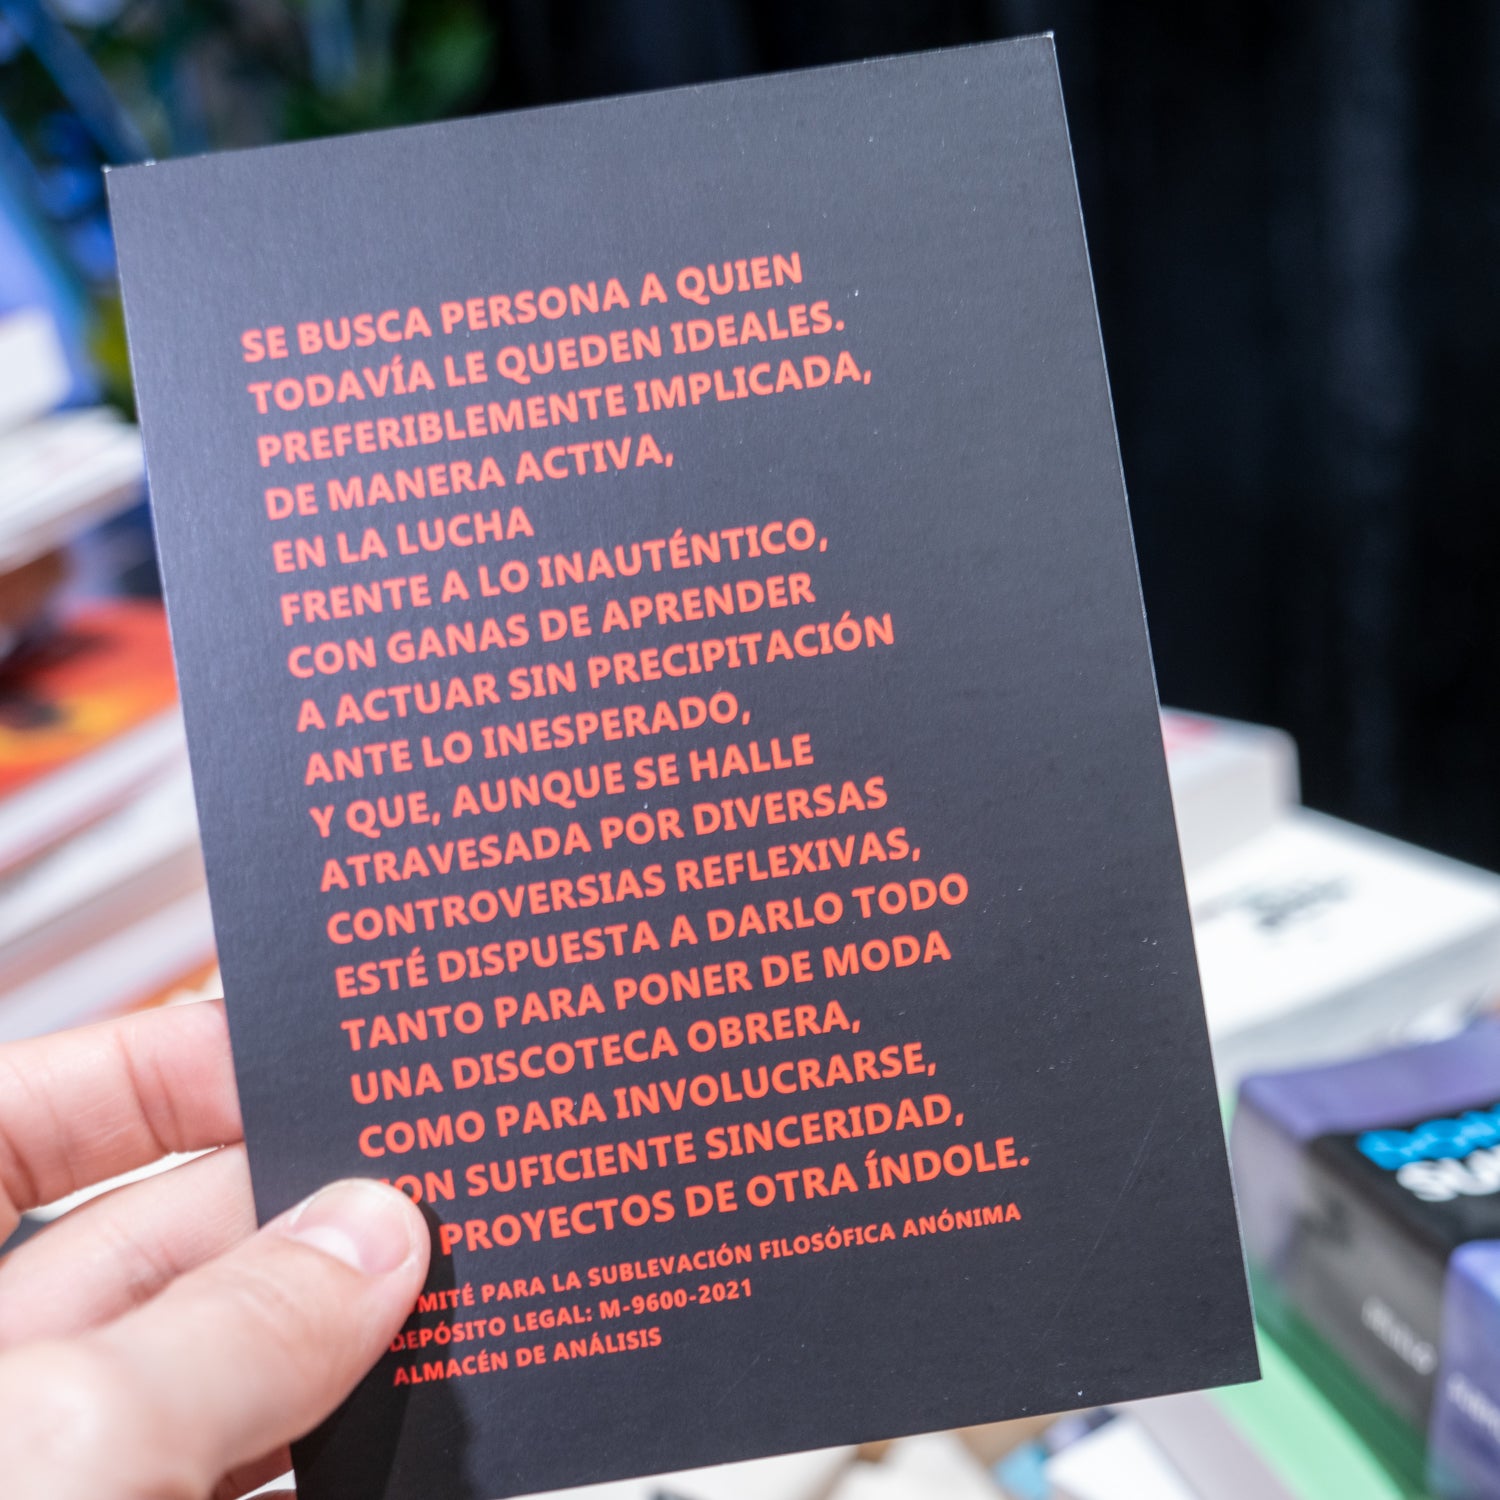 SE BUSCA PERSONA A QUIEN
TODAVÍA LE QUEDEN IDEALES.
PREFERIBLEMENTE IMPLICADA,
DE MANERA ACTIVA,
EN LA LUCHA
FRENTE A LO INAUTÉNTICO,
CON GANAS DE APRENDER
A ACTUAR SIN PRECIPITACIÓN
ANTE LO INESPERADO,
Y QUE, AUNQUE SE HALLE
ATRAVESADA POR DIVERSAS
CONTROVERSIAS REFLEXIVAS,
ESTÉ DISPUESTA A DARLO TODO
TANTO PARA PONER DE MODA
UNA DISCOTECA OBRERA,
COMO PARA INVOLUCRARSE,
CON SUFICIENTE SINCERIDAD,
PROYECTOS DE OTRA ÍNDOLE.
COMITÉ PARA LA SUBLEVACIÓN FILOSÓFICA ANÓNIMA
DEPÓSITO LEGAL: M-9600-2021
ALMACÉN DE ANÁLISIS